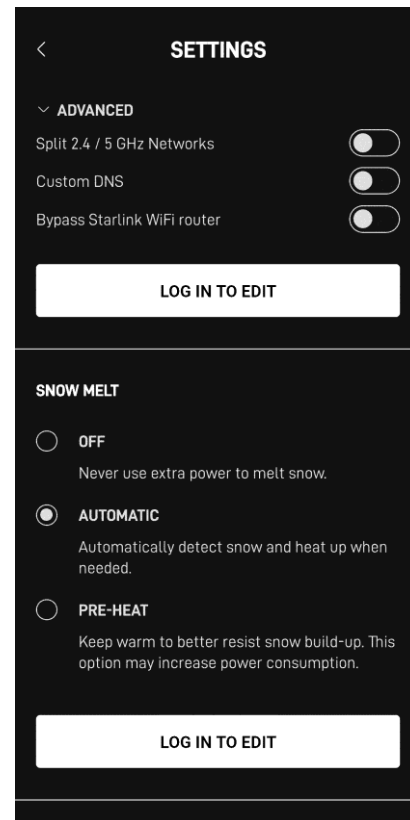 SETTINGS
ADVANCED
Split 2.4 / 5 GHz Networks
Custom DNS
Bypass Starlink WiFi router
LOG IN TO EDIT
SNOW MELT
OFF
Never use extra power to melt snow.
AUTOMATIC
Automatically detect snow and heat up when
needed.
PRE-HEAT
Keep warm to better resist snow build-up. This
option may increase power consumption.
LOG IN TO EDIT